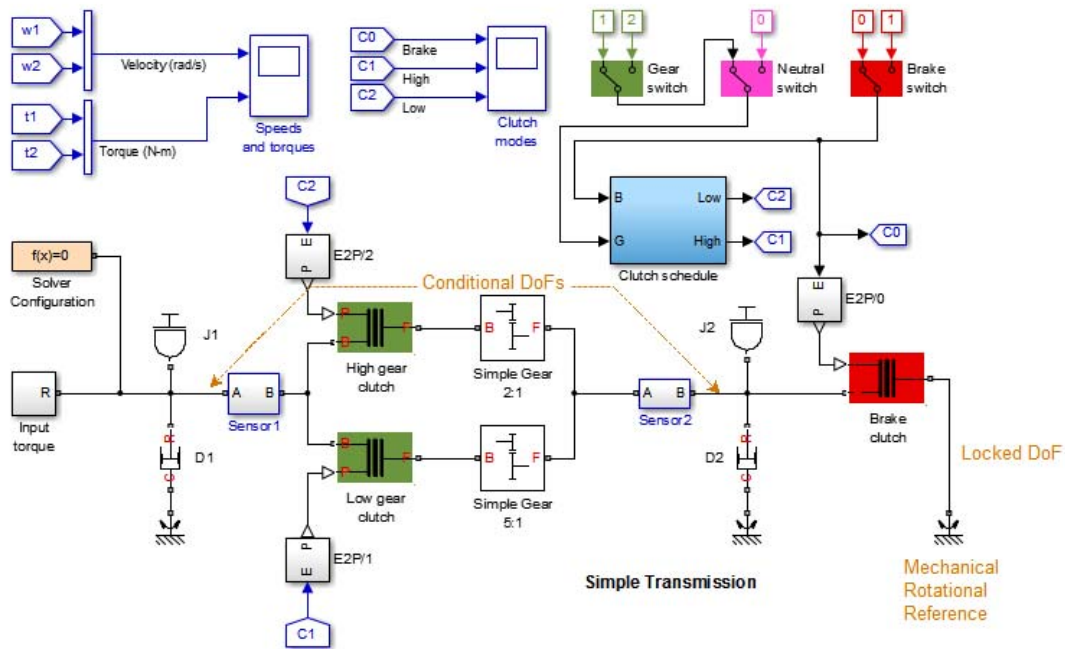 w1
w2
Velocity (rad/s)
t1
t2
Torque (N-m)
Speeds
and torques
C0
Brake
C1
High
C2
Low
Clutch
modes
1
2
Gear
switch
0
Neutral
switch
0
1
Brake
switch
B
G
Low
High
Clutch schedule
C2
C1
C0
C2
E
P
E2P/2
E
P
E2P/0
f(x)=0
Solver
Configuration
Conditional DoFs
J1
P
B
F
High gear
clutch
B
F
Simple Gear
2:1
J2
R
Input
torque
A
B
Sensor1
A
B
Sensor2
Brake
clutch
R
C
D1
B
P
F
Low gear
clutch
B
F
Simple Gear
5:1
R
C
D2
Locked DoF
P
E
E2P/1
C1
Simple Transmission
Mechanical
Rotational
Reference